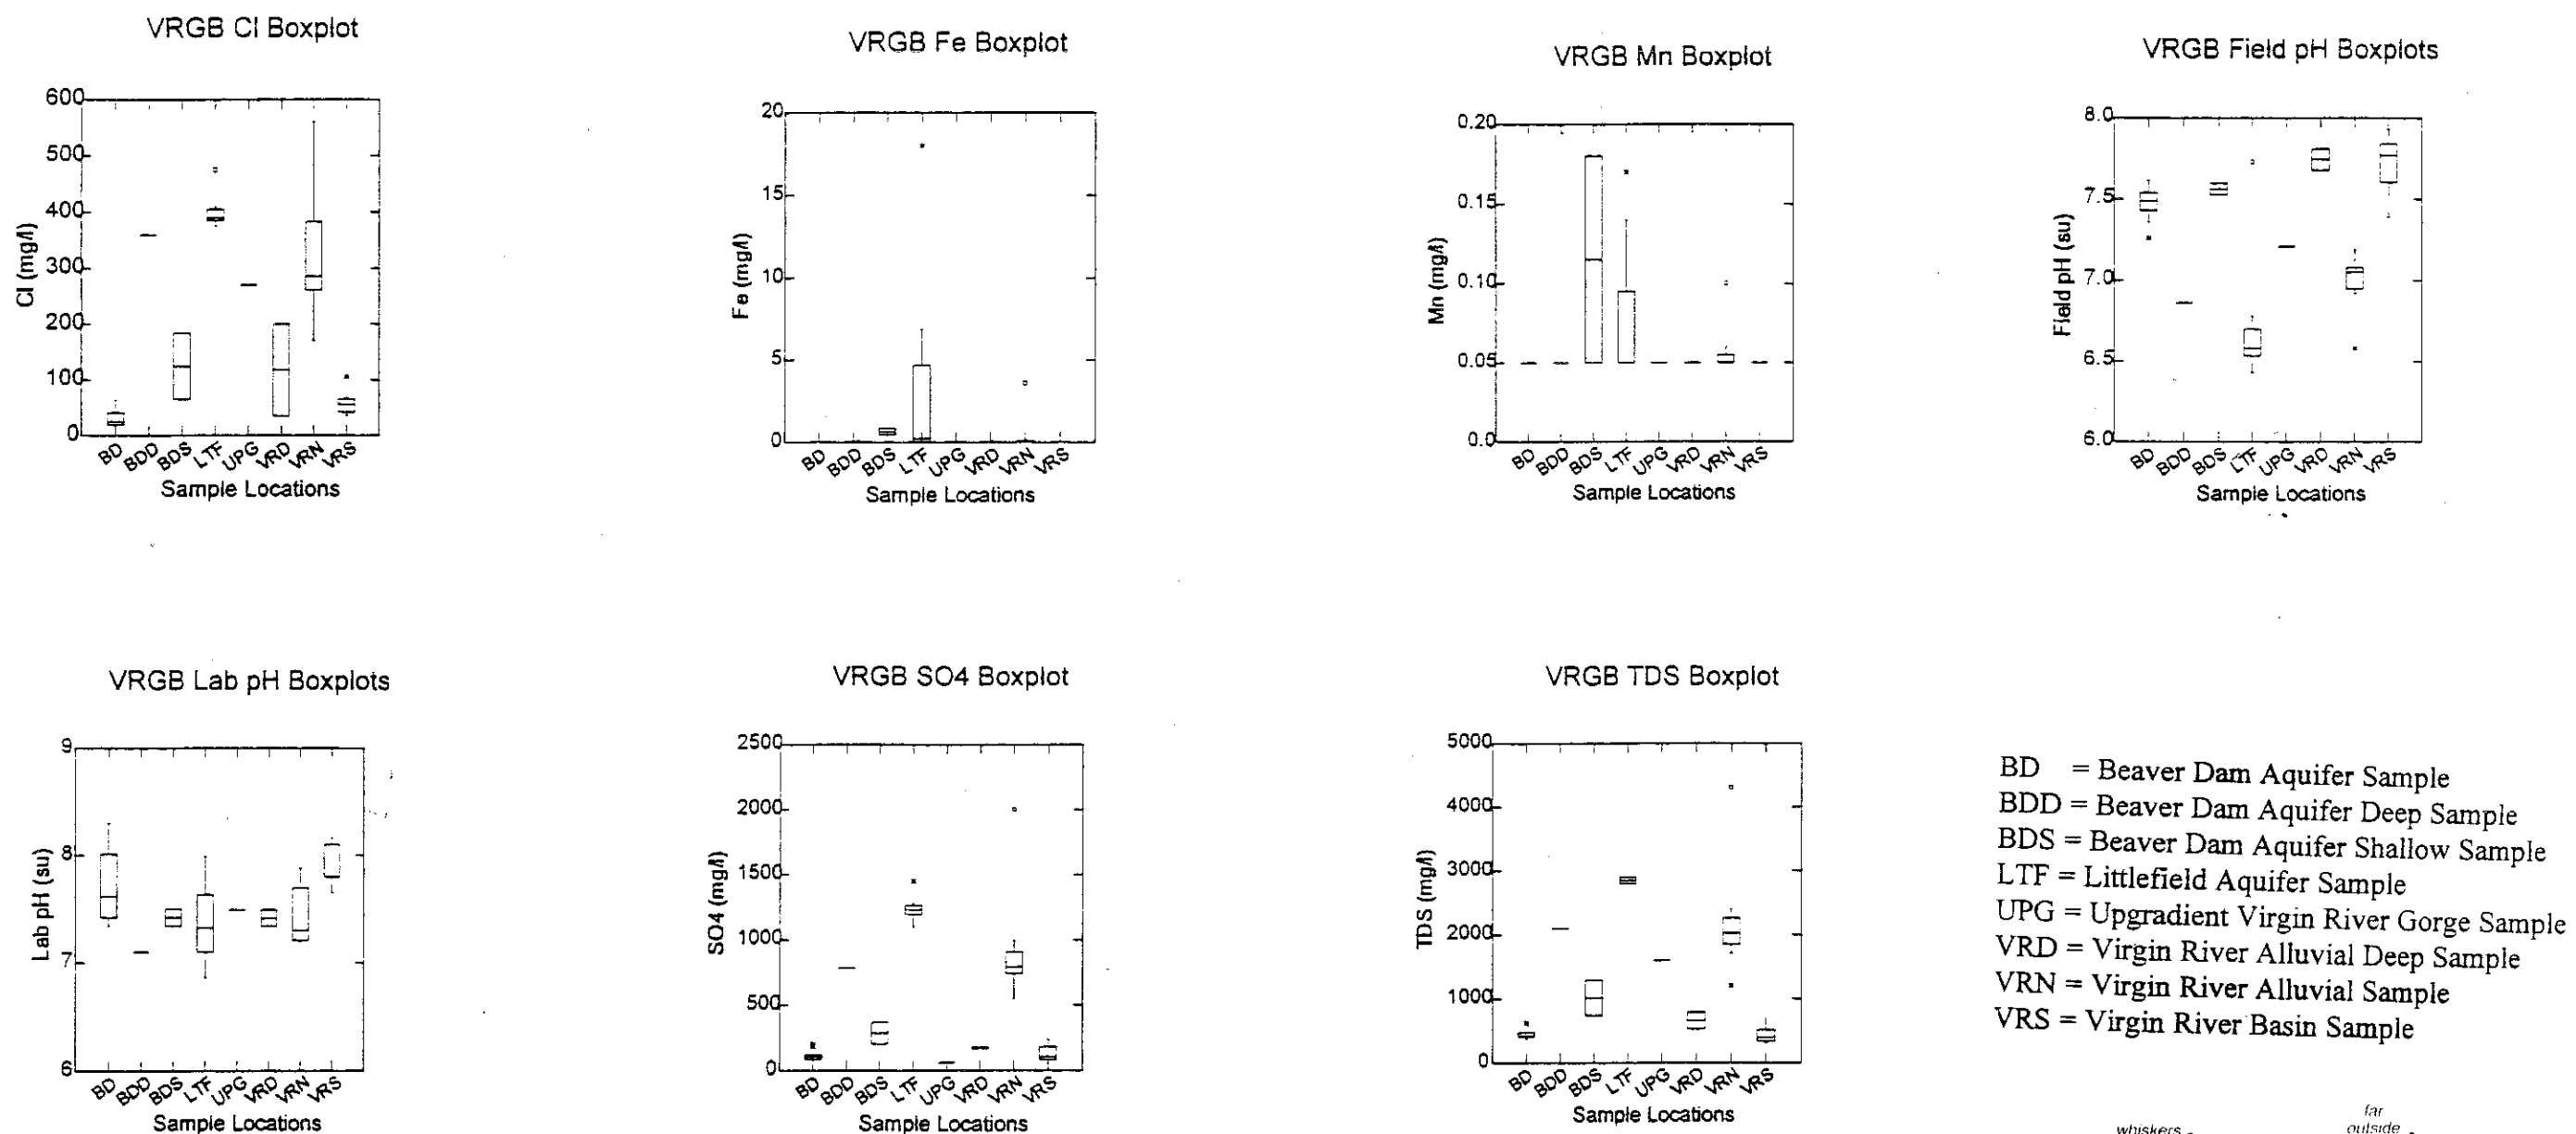 VRGB Cl Boxplot
600
500
400
300
200
100
0
Cl (mg/l)
BD BDD BDS LTF UPG VRD VRN VRS
Sample Locations
VRGB Fe Boxplot
20
15
10
5
0
Fe (mg/l)
BD BDD BDS LTF UPG VRD VRN VRS
Sample Locations
VRGB Mn Boxplot
0.20
0.15
0.10
0.05
0.0
Mn (mg/l)
BD BDD BDS LTF UPG VRD VRN VRS
Sample Locations
VRGB Field pH Boxplots
8.0
7.5
7.0
6.5
6.0
Field pH (su)
BD BDD BDS LTF UPG VRD VRN VRS
Sample Locations
VRGB Lab pH Boxplots
9
8
7
6
Lab pH (su)
BD BDD BDS LTF UPG VRD VRN VRS
Sample Locations
VRGB SO4 Boxplot
2500
2000
1500
1000
500
0
SO4 (mg/l)
BD BDD BDS LTF UPG VRD VRN VRS
Sample Locations
VRGB TDS Boxplot
5000
4000
3000
2000
1000
0
TDS (mg/l)
BD BDD BDS LTF UPG VRD VRN VRS
Sample Locations
BD = Beaver Dam Aquifer Sample
BDD = Beaver Dam Aquifer Deep Sample
BDS = Beaver Dam Aquifer Shallow Sample
LTF = Littlefield Aquifer Sample
UPG = Upgradient Virgin River Gorge Sample
VRD = Virgin River Alluvial Deep Sample
VRN = Virgin River Alluvial Sample
VRS = Virgin River Basin Sample
far
whiskers outside